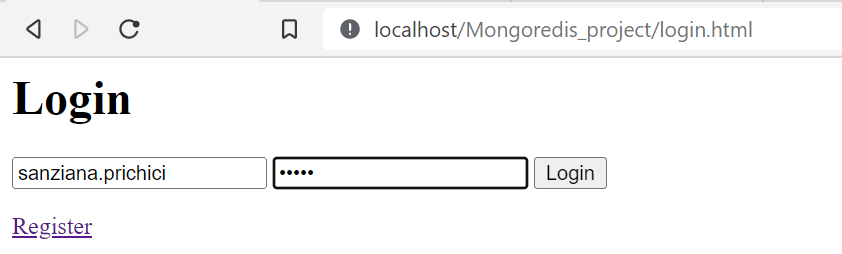 localhost/Mongoredis_project/login.html
Login
sanziana.prichici ••••• Login
Register